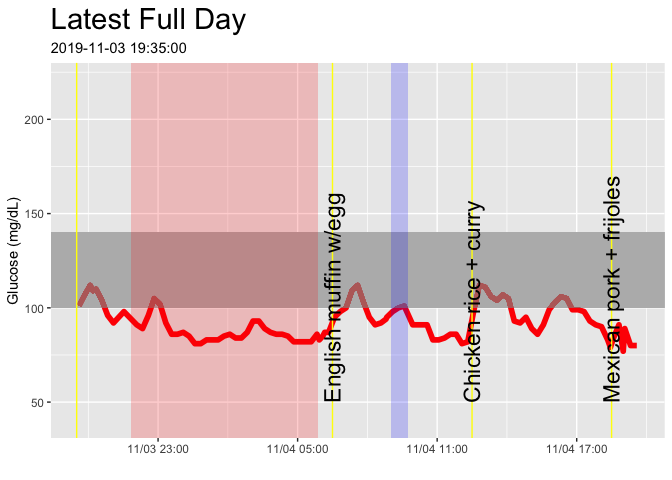 Latest Full Day
2019-11-03 19:35:00
Glucose (mg/dL)
200
150
100
50
English muffin w/egg
Chicken rice + curry
Mexican pork + frijoles
11/03 23:00
11/04 05:00
11/04 11:00
11/04 17:00